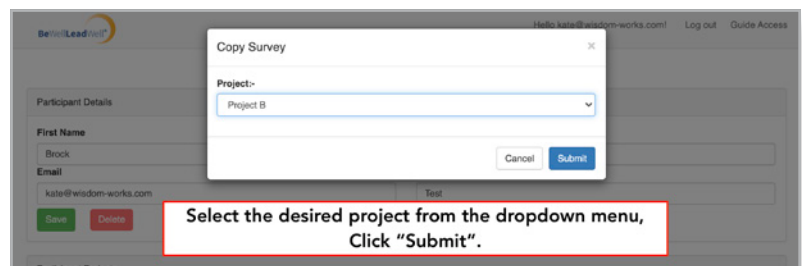 BeWellLeadWell
Hello kate@wisdom-works.com! Log out Guide Access
Copy Survey ×
Project:-
Project B
Cancel Submit
Participant Details
First Name
Brock
Email
kate@wisdom-works.com Test
Save Delete
Select the desired project from the dropdown menu,
Click “Submit”.